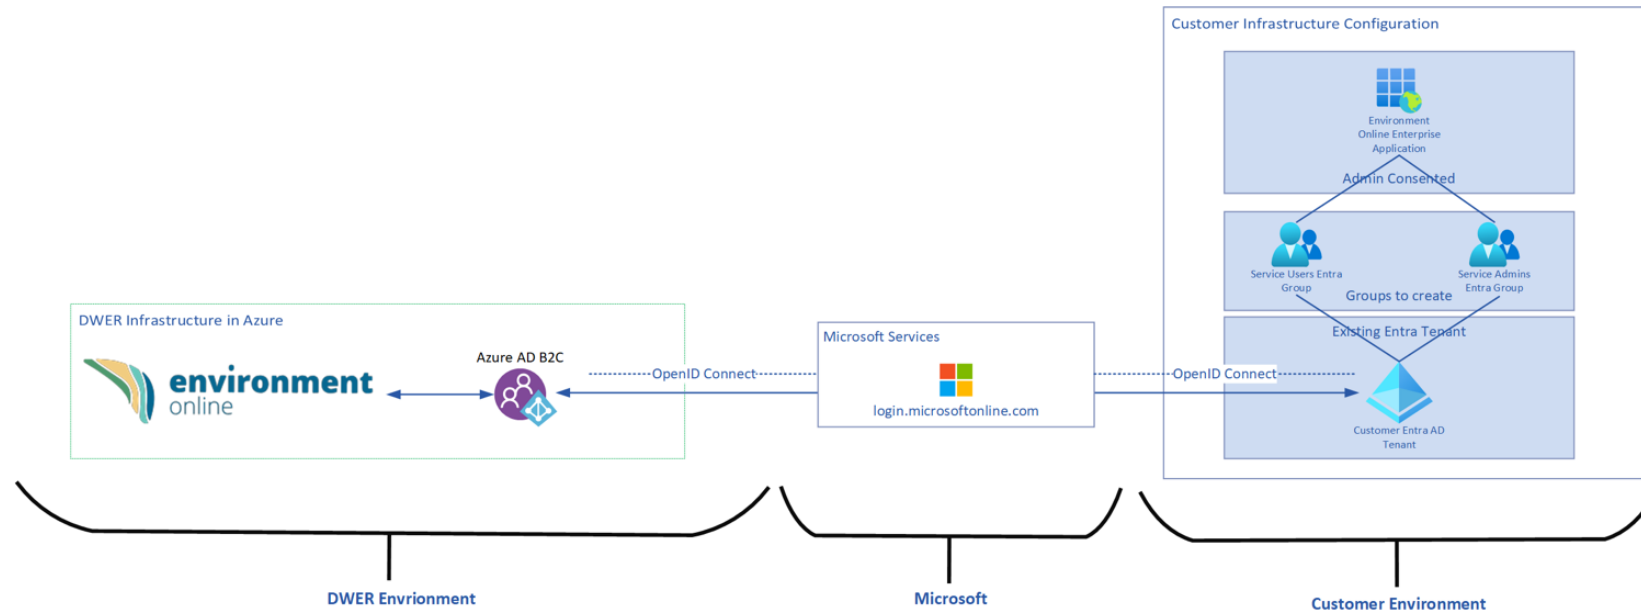 Customer Infrastructure Configuration
Environment
Online Enterprise
Application
Admin Consented
Service Users Entra
Group
Service Admins
Entra Group
Groups to create
DWER Infrastructure in Azure
environment
online
Azure AD B2C
OpenID Connect
Microsoft Services
login.microsoftonline.com
OpenID Connect
Existing Entra Tenant
Customer Entra AD
Tenant
DWER Envrionment
Microsoft
Customer Environment